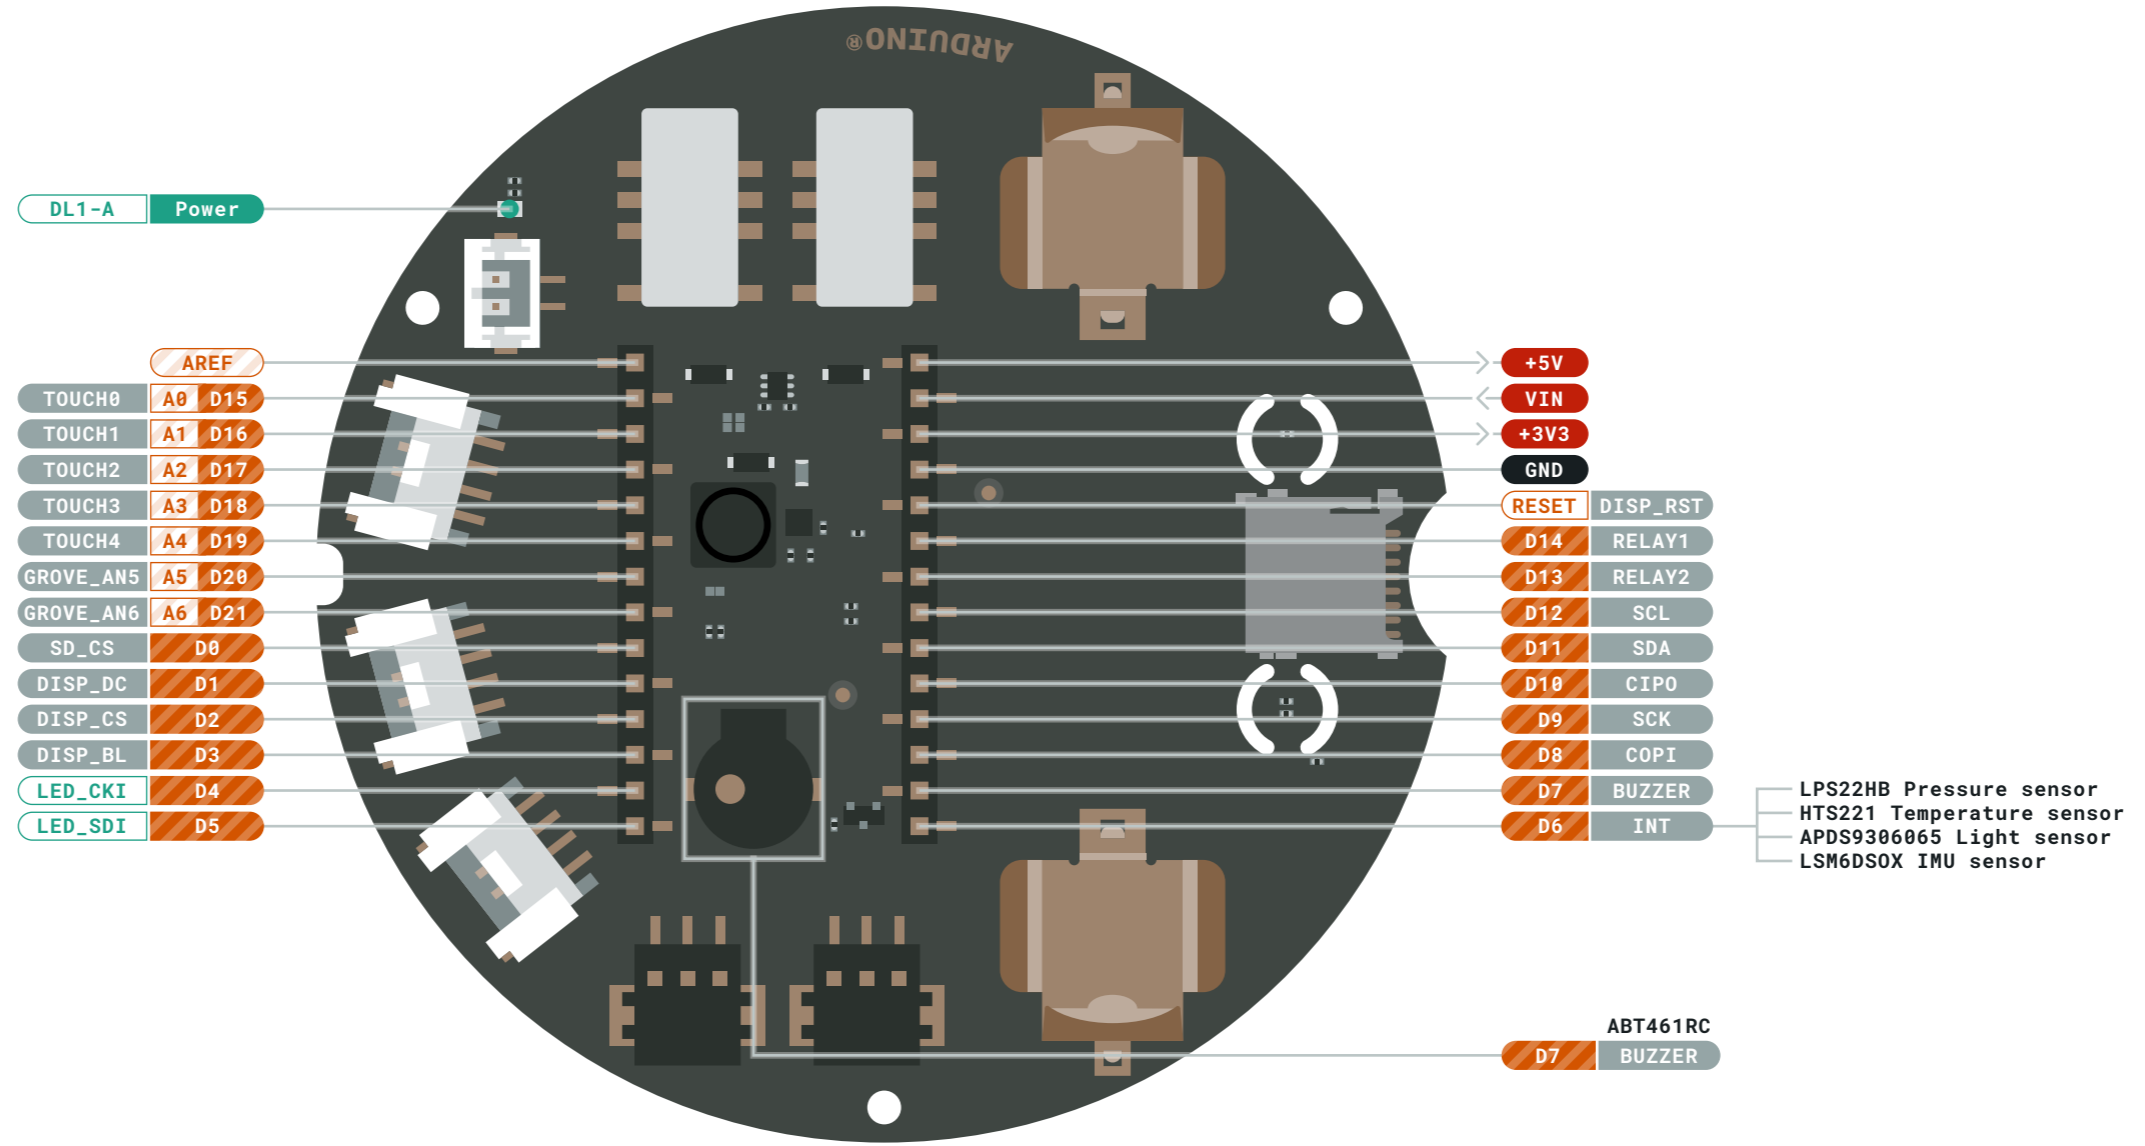 ARDUINO®
DL1-A Power
AREF
TOUCH0 A0 D15
TOUCH1 A1 D16
TOUCH2 A2 D17
TOUCH3 A3 D18
TOUCH4 A4 D19
GROVE_AN5 A5 D20
GROVE_AN6 A6 D21
SD_CS D0
DISP_DC D1
DISP_CS D2
DISP_BL D3
LED_CKI D4
LED_SDI D5
+5V
VIN
+3V3
GND
RESET DISP_RST
D14 RELAY1
D13 RELAY2
D12 SCL
D11 SDA
D10 CIPO
D9 SCK
D8 COPI
D7 BUZZER
D6 INT
LPS22HB Pressure sensor
HTS221 Temperature sensor
APDS9306065 Light sensor
LSM6DSOX IMU sensor
ABT461RC
D7 BUZZER